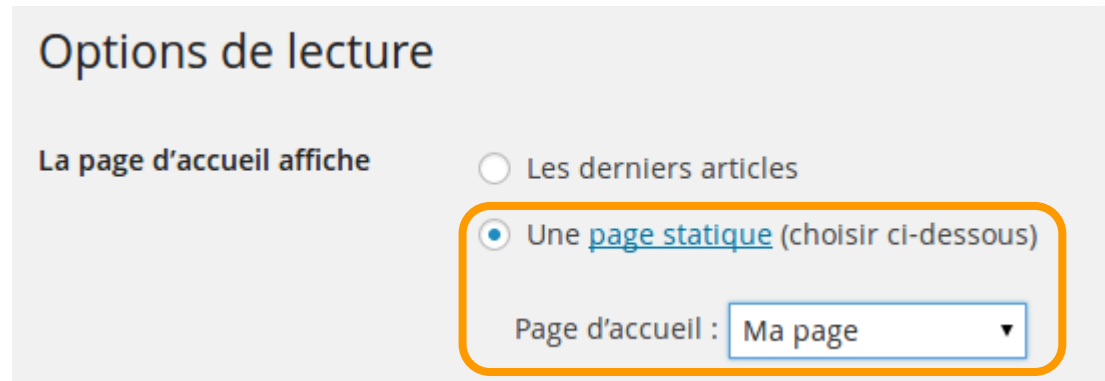 Options de lecture
La page d’accueil affiche
Les derniers articles
Une page statique (choisir ci-dessous)
Page d’accueil : Ma page